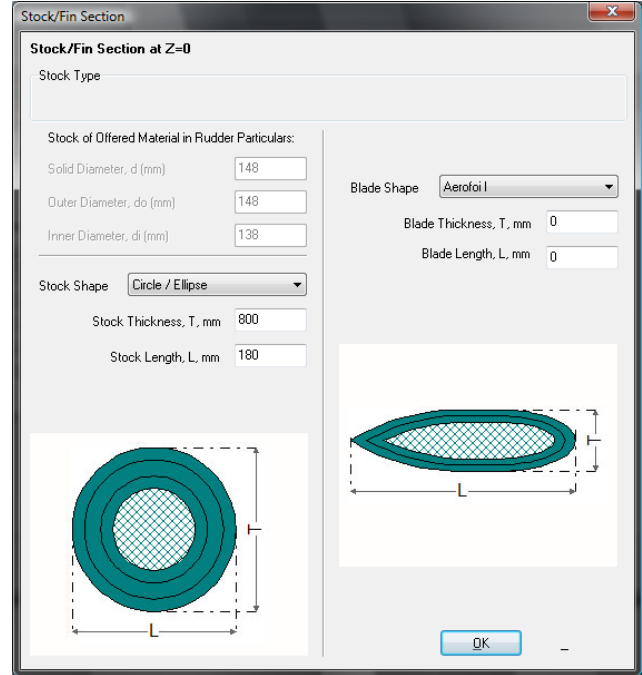 Stock/Fin Section
Stock/Fin Section at Z=0
Stock Type
Stock of Offered Material in Rudder Particulars:
Solid Diameter, d (mm) 148
Outer Diameter, do (mm) 148
Inner Diameter, di (mm) 138
Stock Shape Circle / Ellipse
Stock Thickness, T, mm 800
Stock Length, L, mm 180
T
L
Blade Shape Aerofoi l
Blade Thickness, T, mm 0
Blade Length, L, mm 0
T
L
OK